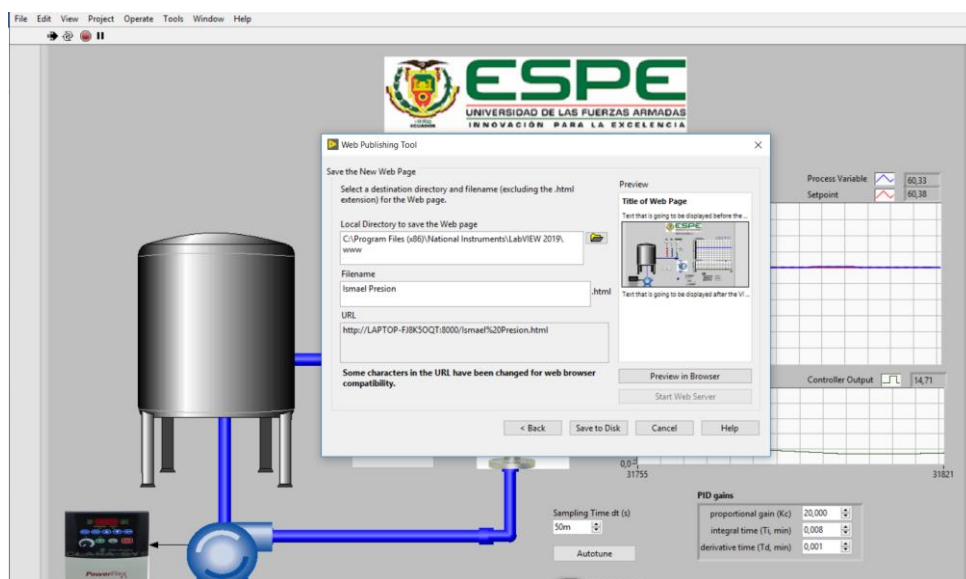 File Edit View Project Operate Tools Window Help
ESPE
UNIVERSIDAD DE LAS FUERZAS ARMADAS
INNOVACIÓN PARA LA EXCELENCIA
ECUADOR
Web Publishing Tool
Save the New Web Page
Select a destination directory and filename (excluding the .html
extension) for the Web page.
Local Directory to save the Web page
C:\Program Files (x86)\National Instruments\LabVIEW 2019\
www
Filename
Ismael Presion
.html
URL
http://LAPTOP-FJ8K5OQT:8000/Ismael%20Presion.html
Some characters in the URL have been changed for web browser
compatibility.
Preview
Title of Web Page
Text that is going to be displayed before the ...
ESPE
Text that is going to be displayed after the VI ...
Preview in Browser
Start Web Server
< Back Save to Disk Cancel Help
Process Variable 60,33
Setpoint 60,38
Controller Output 14,71
0,0
31755 31821
Sampling Time dt (s)
50m
Autotune
PID gains
proportional gain (Kc) 20,000
integral time (Ti, min) 0,008
derivative time (Td, min) 0,001
PowerFlex